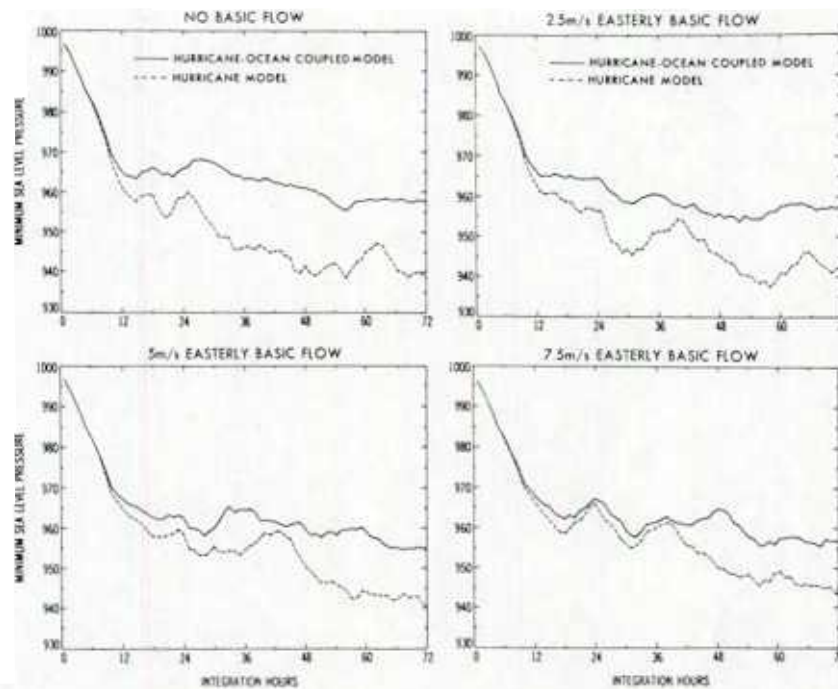 NO BASIC FLOW
MINIMUM SEA LEVEL PRESSURE
1000
990
980
970
960
950
940
930
HURRICANE-OCEAN COUPLED MODEL
HURRICANE MODEL
0 12 24 36 48 60 72
2.5m/s EASTERLY BASIC FLOW
1000
990
980
970
960
950
940
930
HURRICANE-OCEAN COUPLED MODEL
HURRICANE MODEL
0 12 24 36 48 60
5m/s EASTERLY BASIC FLOW
MINIMUM SEA LEVEL PRESSURE
1000
990
980
970
960
950
940
930
0 12 24 36 48 60 72
INTEGRATION HOURS
7.5m/s EASTERLY BASIC FLOW
1000
990
980
970
960
950
940
930
0 12 24 36 48 60 72
INTEGRATION HOURS